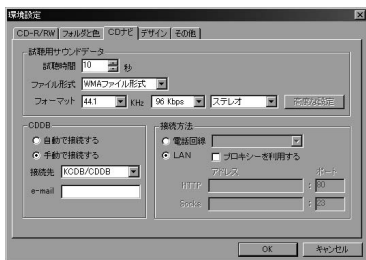 環境設定
CD-R/RW フォルダと色 CDナビ デザイン その他
試聴用サウンドデータ
試聴時間 10 秒
ファイル形式 WMAファイル形式
フォーマット 44.1 KHz 96 Kbps ステレオ 高度な設定
CDDB
自動で接続する
手動で接続する
接続先 KCDB/CDDB
e-mail
接続方法
電話回線
LAN プロキシーを利用する
アドレス ポート
HTTP : 80
Socks : 23
OK キャンセル